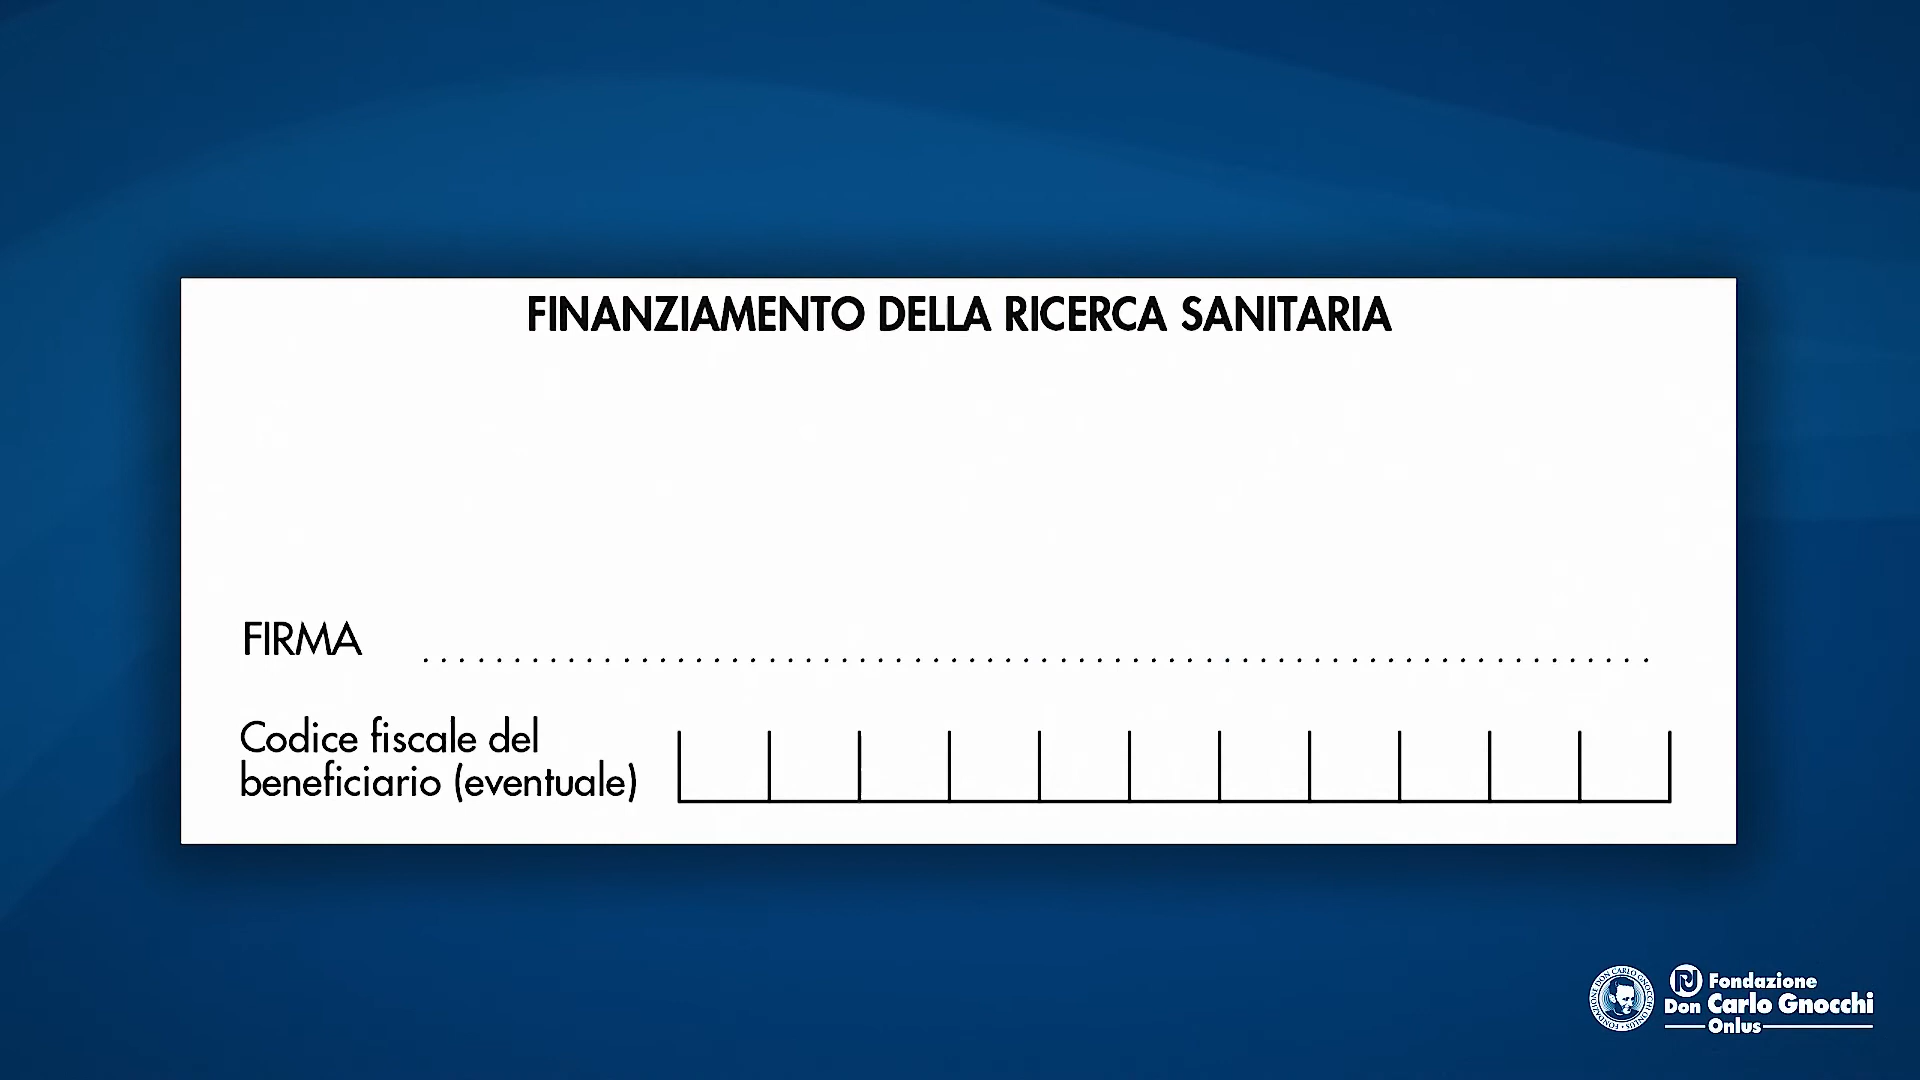 FINANZIAMENTO DELLA RICERCA SANITARIA
FIRMA
Codice fiscale del
beneficiario (eventuale)
Fondazione
Don Carlo Gnocchi
Onlus